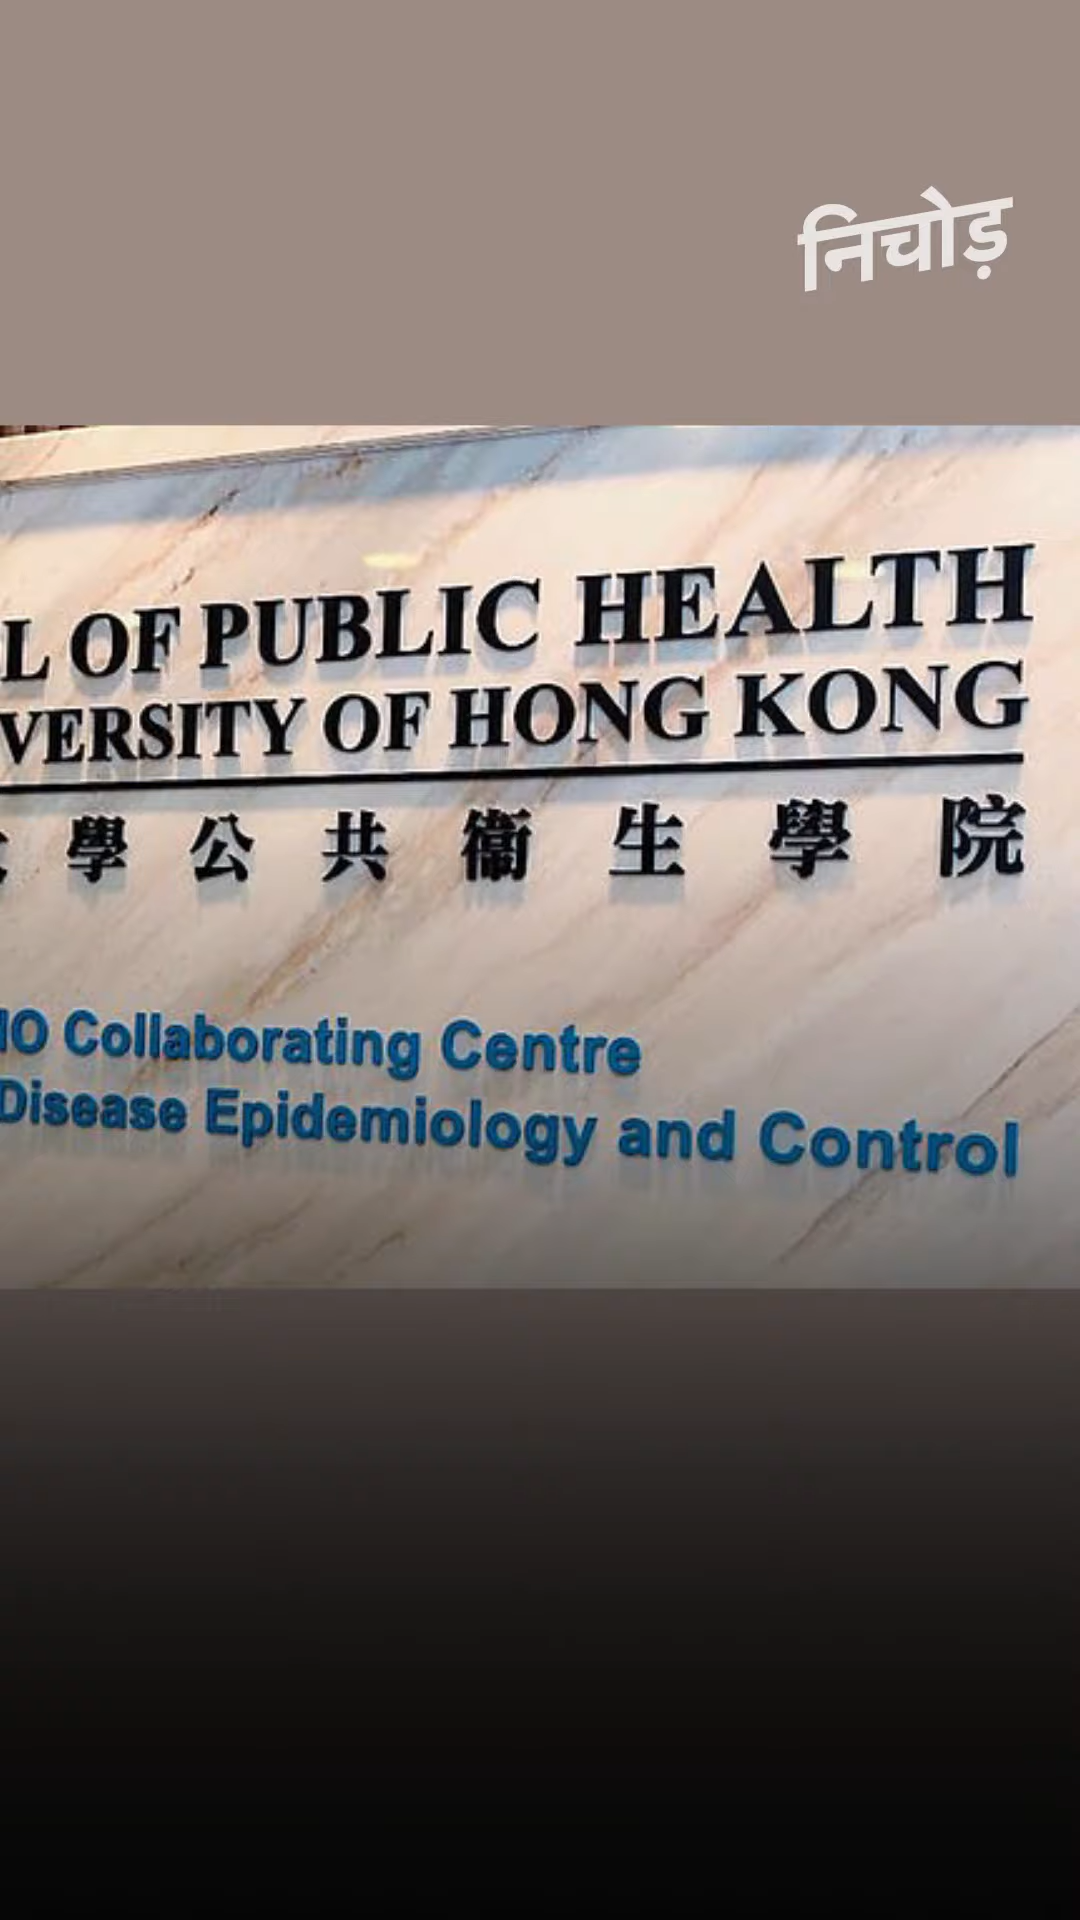 निचोड़
L OF PUBLIC HEALTH
VERSITY OF HONG KONG
學公共衞生學院
IO Collaborating Centre
Disease Epidemiology and Control